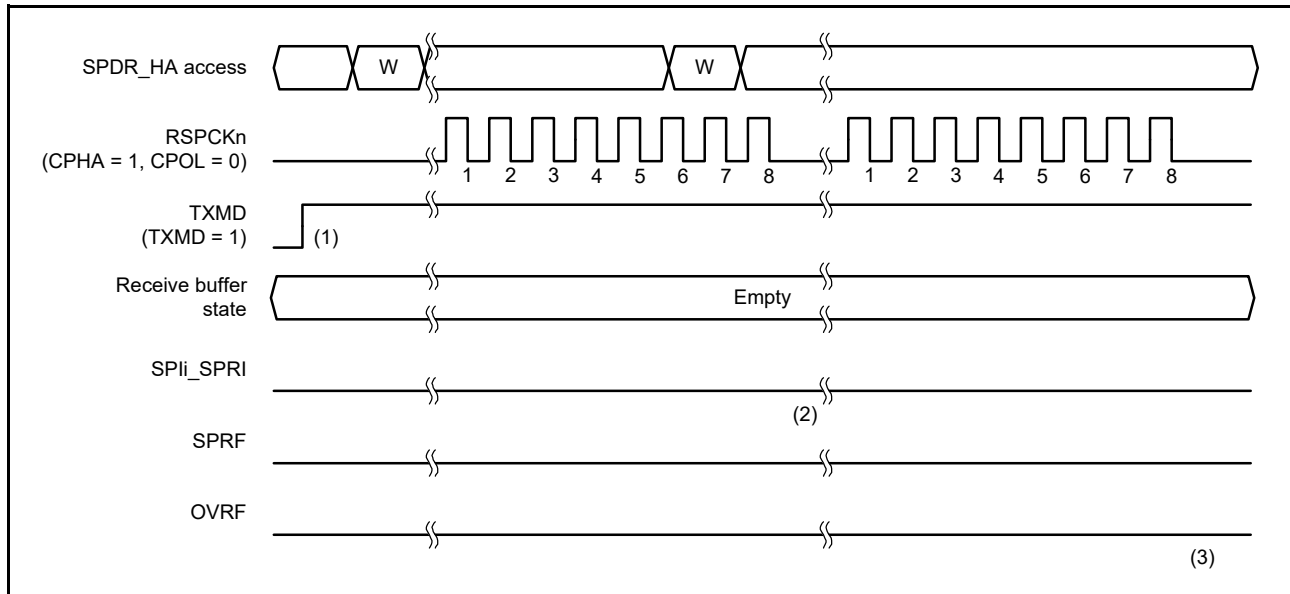 SPDR_HA access
W
W
RSPCKn
(CPHA = 1, CPOL = 0)
1 2 3 4 5 6 7 8
1 2 3 4 5 6 7 8
TXMD
(TXMD = 1)
(1)
Receive buffer
state
Empty
SPIi_SPRI
(2)
SPRF
OVRF
(3)